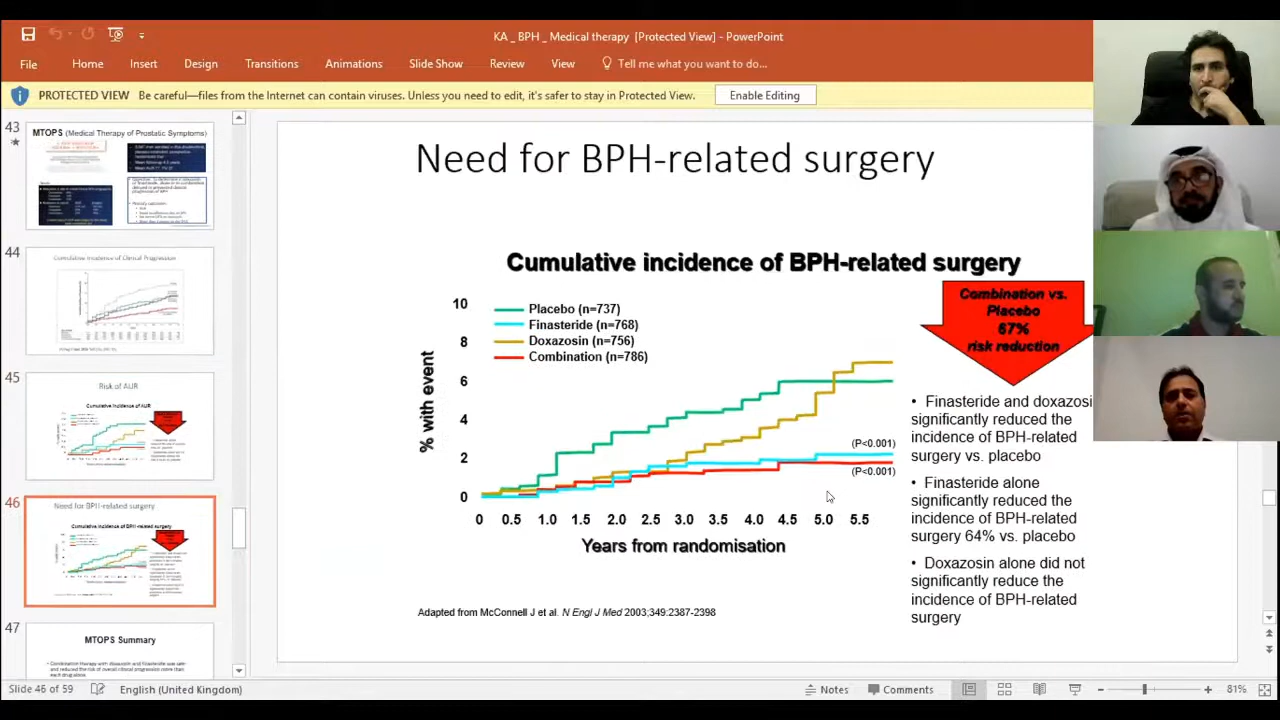 KA _ BPH _ Medical therapy [Protected View] - PowerPoint
File Home Insert Design Transitions Animations Slide Show Review View Tell me what you want to do...
PROTECTED VIEW Be careful—files from the Internet can contain viruses. Unless you need to edit, it's safer to stay in Protected View. Enable Editing
43
MTOPS (Medical Therapy of Prostatic Symptoms)
44
Cumulative Incidence of Clinical Progression
45
Risk of AUR
Cumulative Incidence of AUR
46
Need for BPH-related surgery
Cumulative incidence of BPH-related surgery
47
MTOPS Summary
Need for BPH-related surgery
Cumulative incidence of BPH-related surgery
Combination vs.
Placebo
67%
risk reduction
Placebo (n=737)
Finasteride (n=768)
Doxazosin (n=756)
Combination (n=786)
% with event
10
8
6
4
2
0
(P<0.001)
(P<0.001)
0 0.5 1.0 1.5 2.0 2.5 3.0 3.5 4.0 4.5 5.0 5.5
Years from randomisation
• Finasteride and doxazosi
significantly reduced the
incidence of BPH-related
surgery vs. placebo
• Finasteride alone
significantly reduced the
incidence of BPH-related
surgery 64% vs. placebo
• Doxazosin alone did not
significantly reduce the
incidence of BPH-related
surgery
Adapted from McConnell J et al. N Engl J Med 2003;349:2387-2398
Slide 46 of 59 English (United Kingdom) Notes Comments 81%